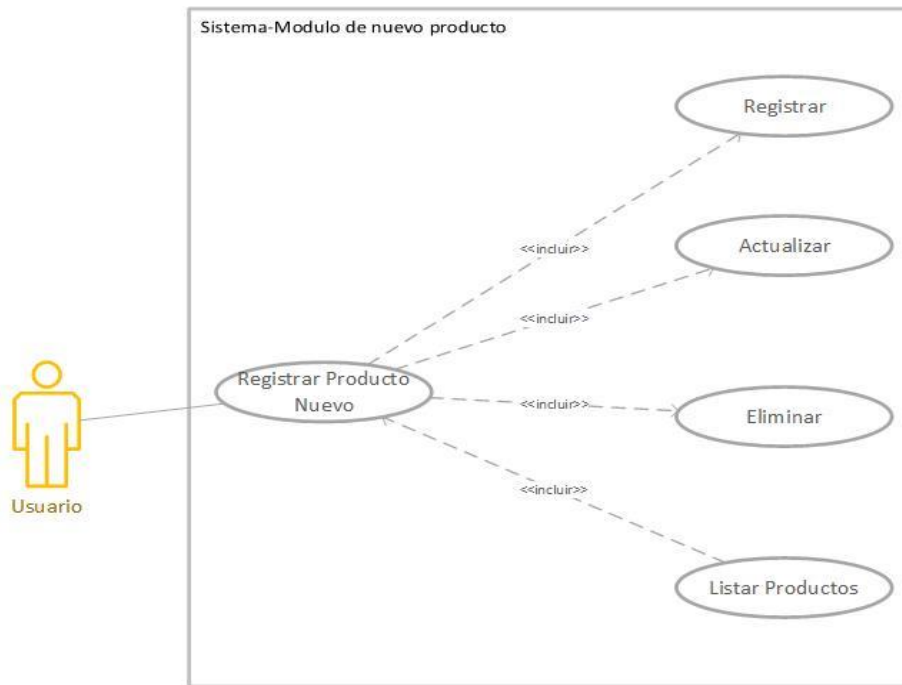 Sistema-Modulo de nuevo producto
Registrar
<<incluir>>
Actualizar
<<incluir>>
Registrar Producto
Nuevo
<<incluir>>
Eliminar
Usuario
<<incluir>>
Listar Productos